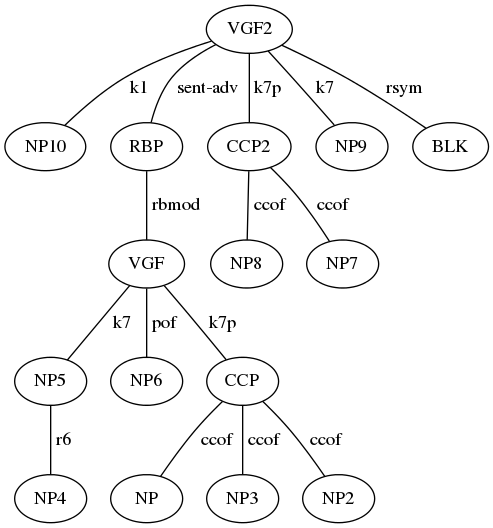 VGF2
k1 sent-adv k7p k7 rsym
NP10 RBP CCP2 NP9 BLK
rbmod ccof ccof
VGF NP8 NP7
k7 pof k7p
NP5 NP6 CCP
r6 ccof ccof ccof
NP4 NP NP3 NP2